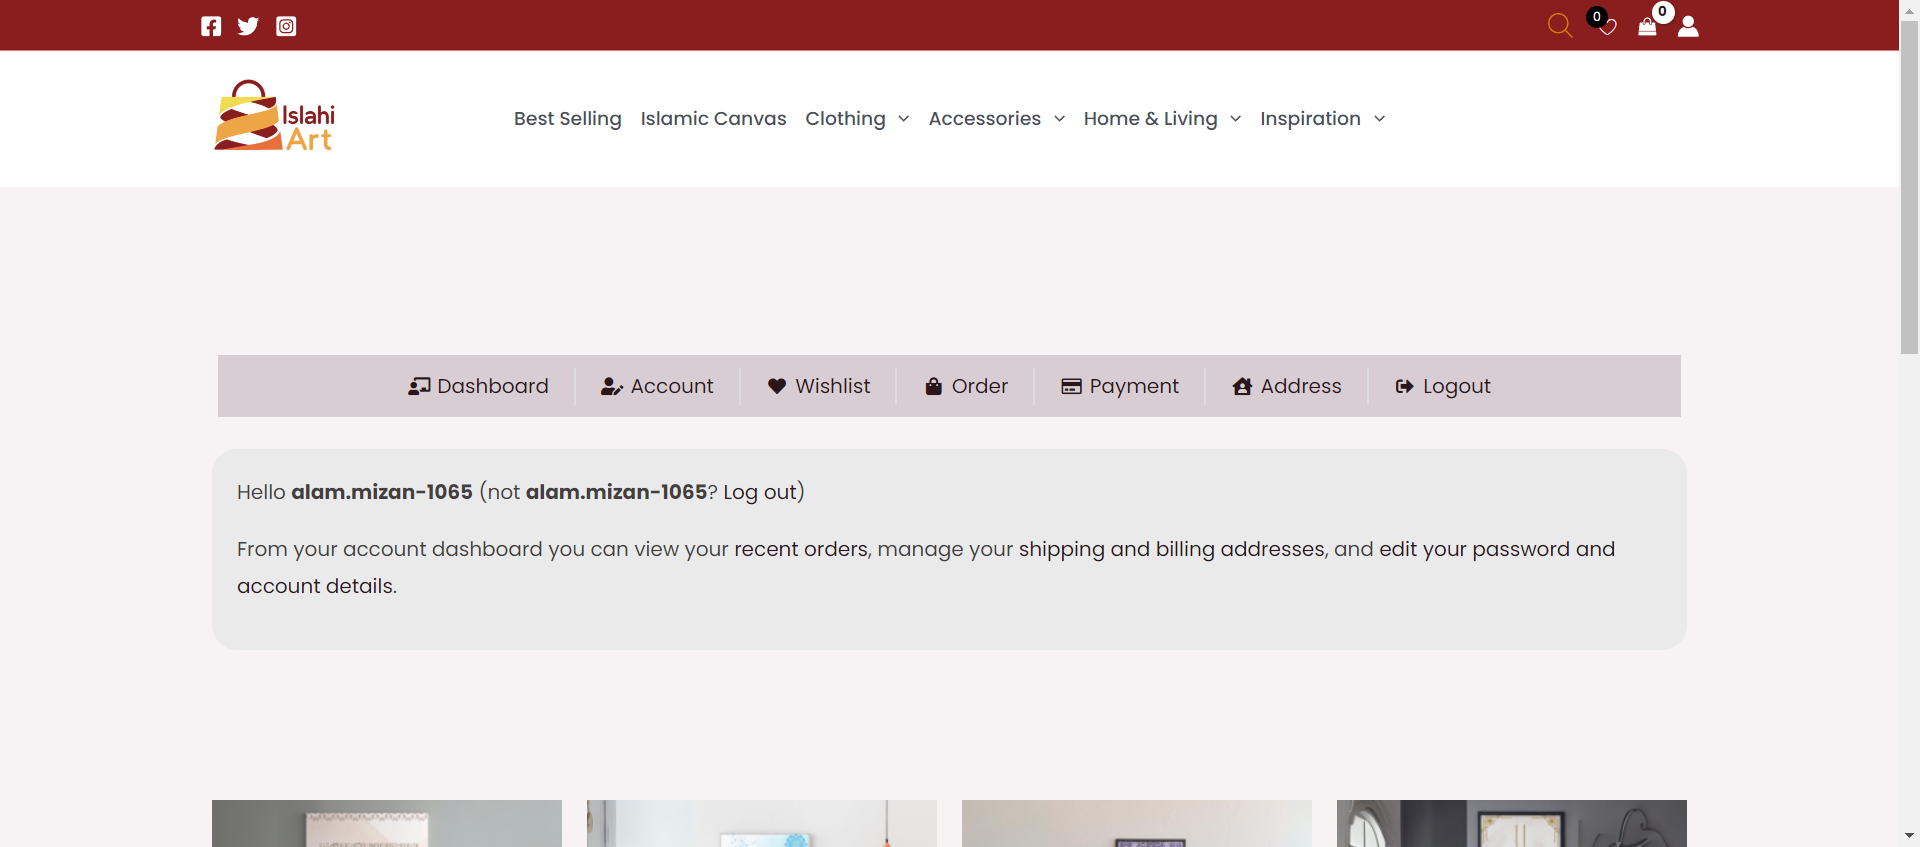 0
0
Islahi
Art
Best Selling Islamic Canvas Clothing Accessories Home & Living Inspiration
Dashboard Account Wishlist Order Payment Address Logout
Hello alam.mizan-1065 (not alam.mizan-1065? Log out)
From your account dashboard you can view your recent orders, manage your shipping and billing addresses, and edit your password and
account details.